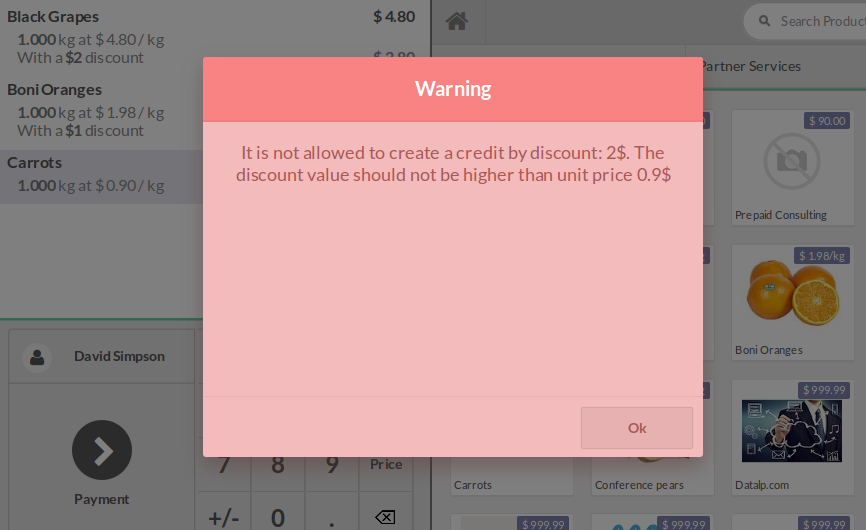 Black Grapes $ 4.80
1.000 kg at $ 4.80 / kg
With a $2 discount
Boni Oranges
1.000 kg at $ 1.98 / kg
With a $1 discount
Carrots
1.000 kg at $ 0.90 / kg
Search Product
Partner Services
Warning
It is not allowed to create a credit by discount: 2$. The
discount value should not be higher than unit price 0.9$
Ok
$ 90.00
Prepaid Consulting
$ 1.98/kg
Boni Oranges
$ 999.99
Datalp.com
Carrots
Conference pears
$ 999.99
$ 999.99
$ 999.99
David Simpson
Payment
7 8 9 Price
+/- 0 .